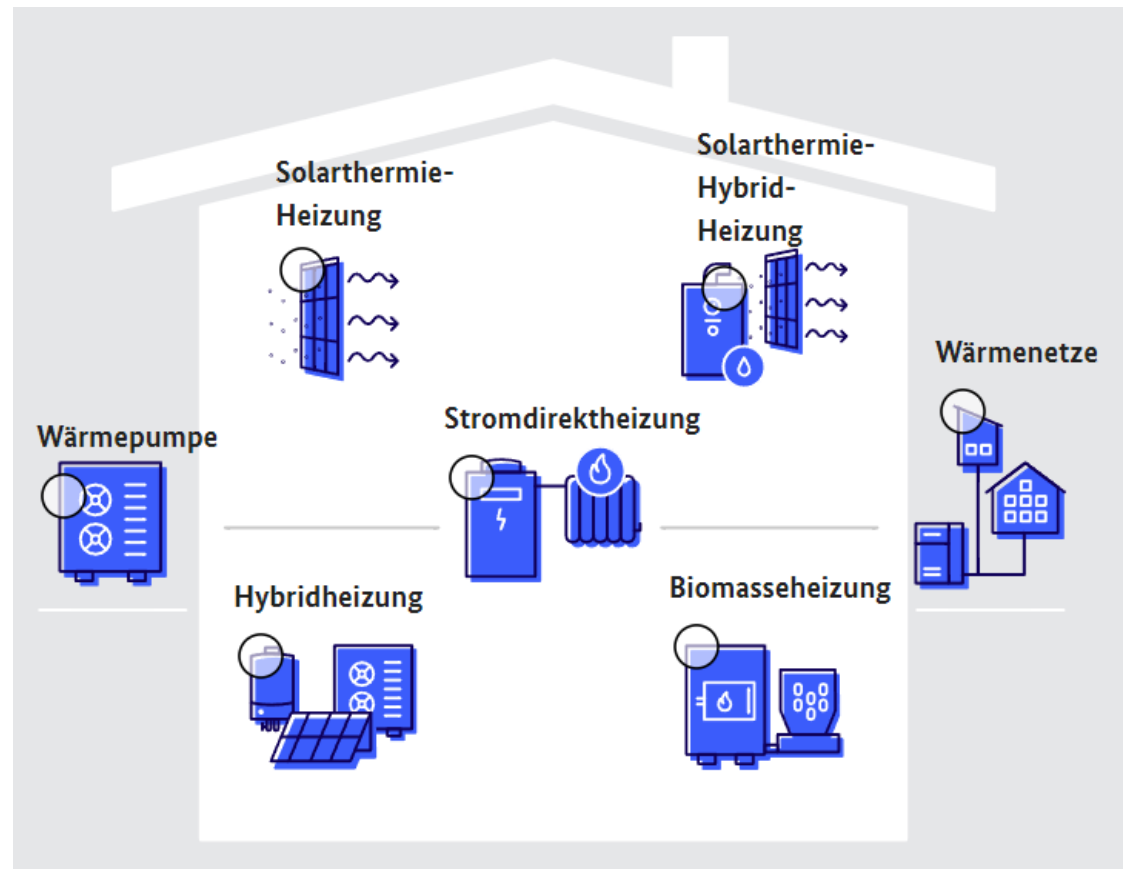 Solarthermie-
Heizung
Solarthermie-
Hybrid-
Heizung
Wärmenetze
Stromdirektheizung
Wärmepumpe
Hybridheizung
Biomasseheizung